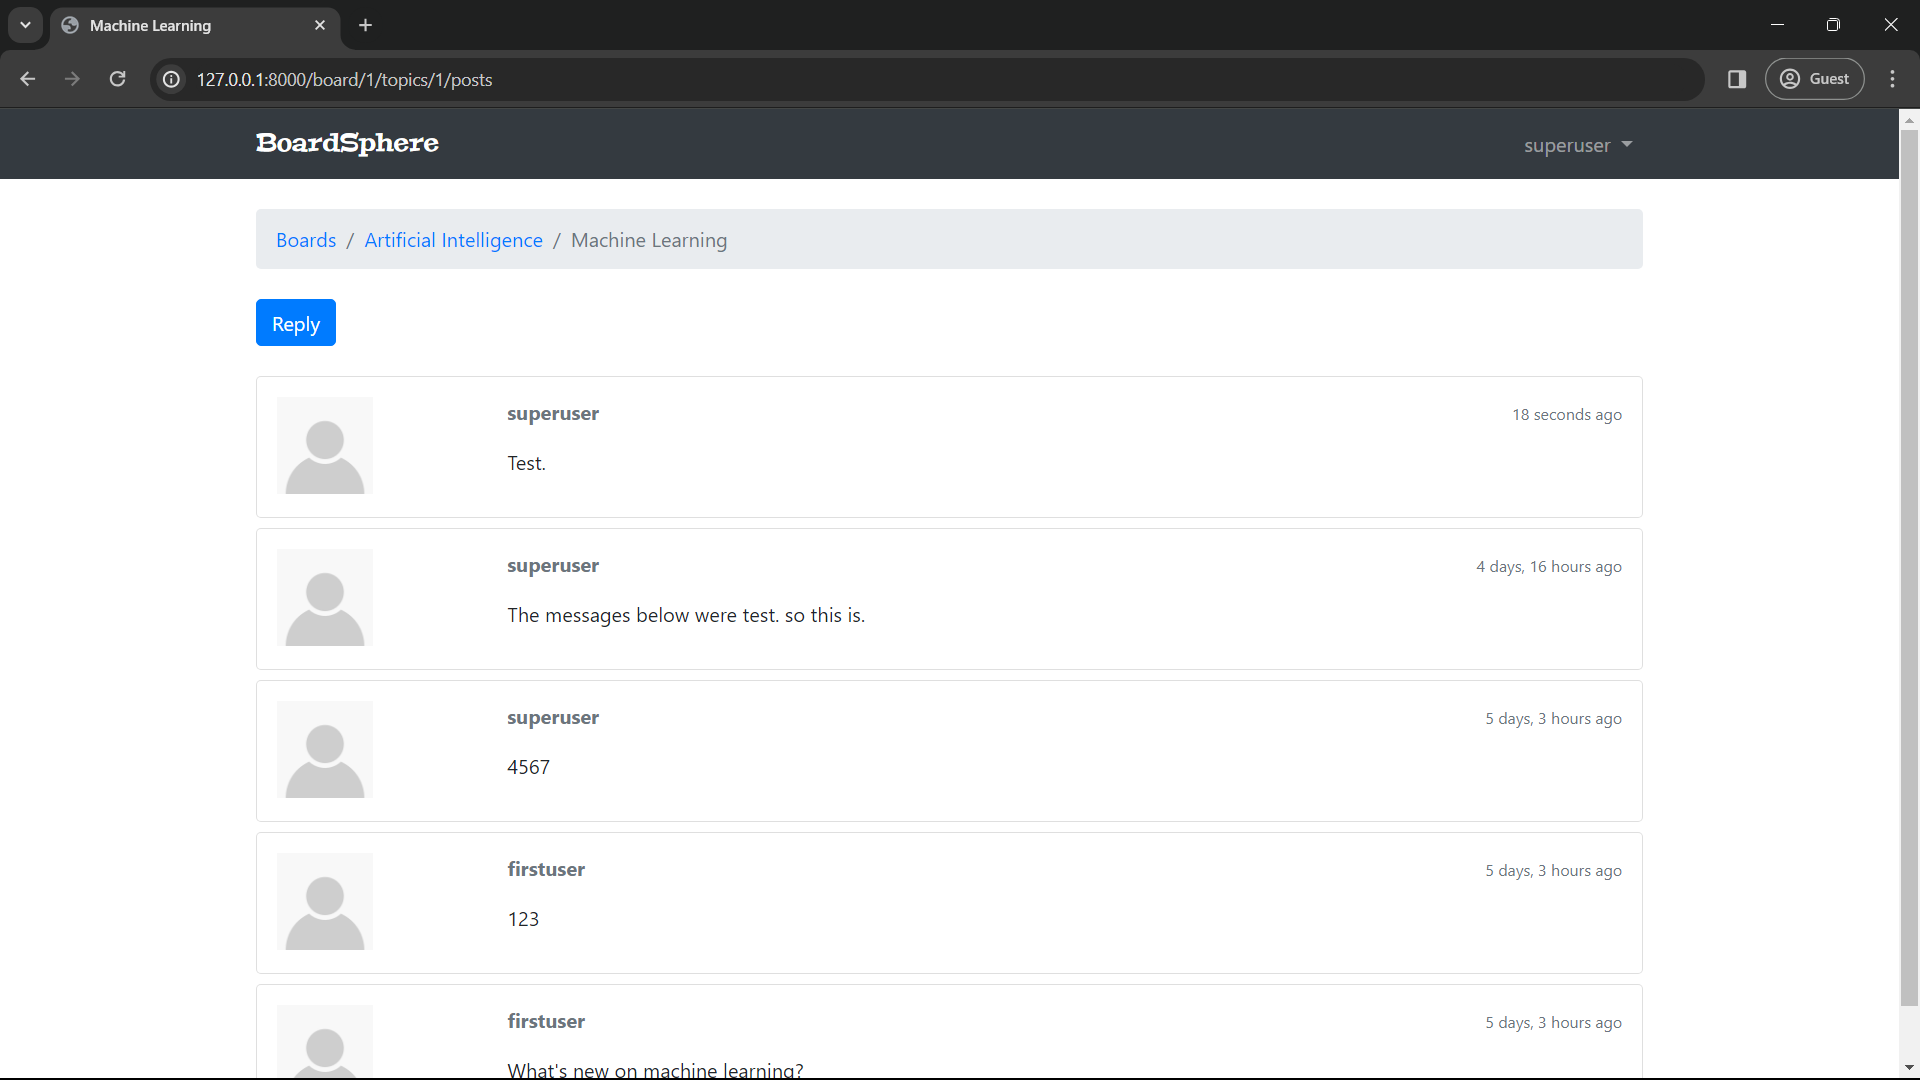 Machine Learning
127.0.0.1:8000/board/1/topics/1/posts
Guest
BoardSphere
superuser
Boards / Artificial Intelligence / Machine Learning
Reply
superuser
18 seconds ago
Test.
superuser
4 days, 16 hours ago
The messages below were test. so this is.
superuser
5 days, 3 hours ago
4567
firstuser
5 days, 3 hours ago
123
firstuser
5 days, 3 hours ago
What's new on machine learning?